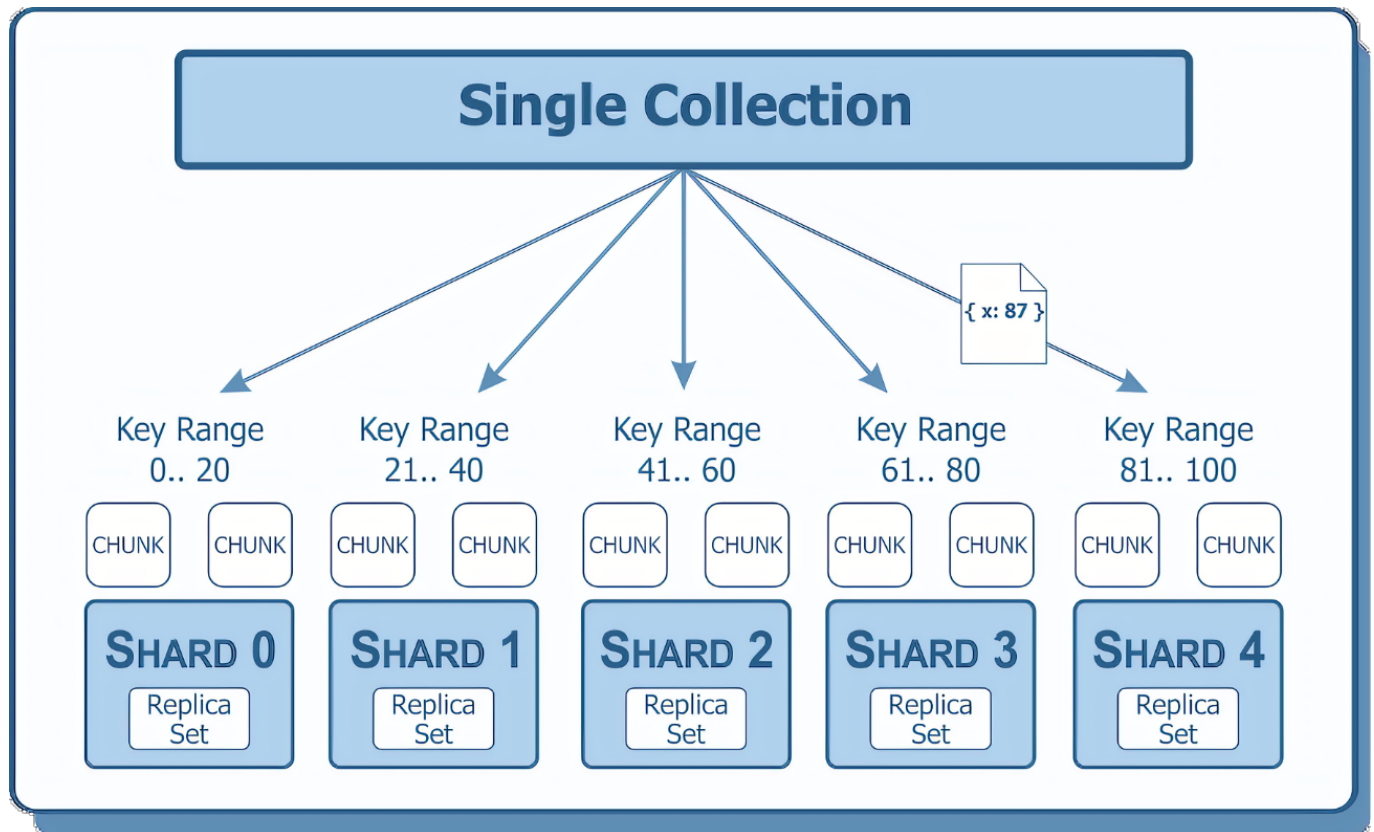 Single Collection
{ x: 87 }
Key Range
0.. 20
Key Range
21.. 40
Key Range
41.. 60
Key Range
61.. 80
Key Range
81.. 100
CHUNK CHUNK CHUNK CHUNK CHUNK CHUNK CHUNK CHUNK CHUNK CHUNK
SHARD 0
Replica
Set
SHARD 1
Replica
Set
SHARD 2
Replica
Set
SHARD 3
Replica
Set
SHARD 4
Replica
Set